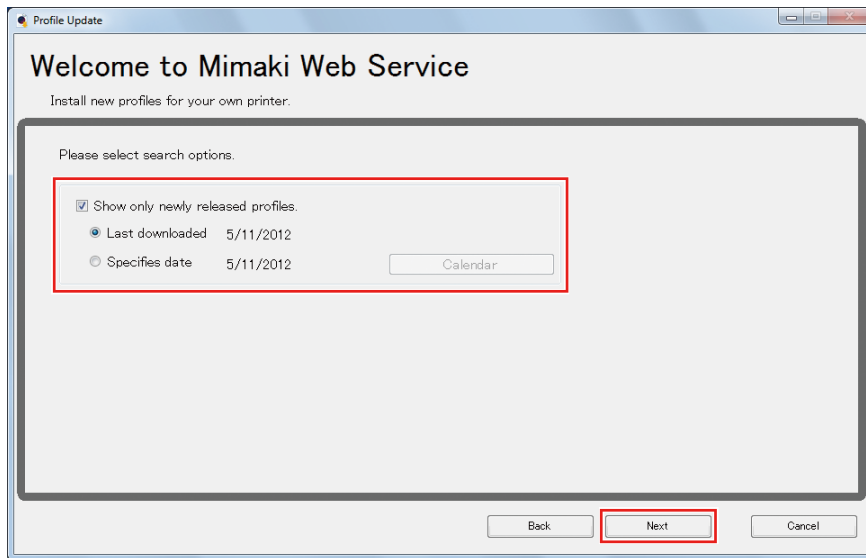 Profile Update
Welcome to Mimaki Web Service
Install new profiles for your own printer.
Please select search options.
Show only newly released profiles.
Last downloaded 5/11/2012
Specifies date 5/11/2012 Calendar
Back Next Cancel